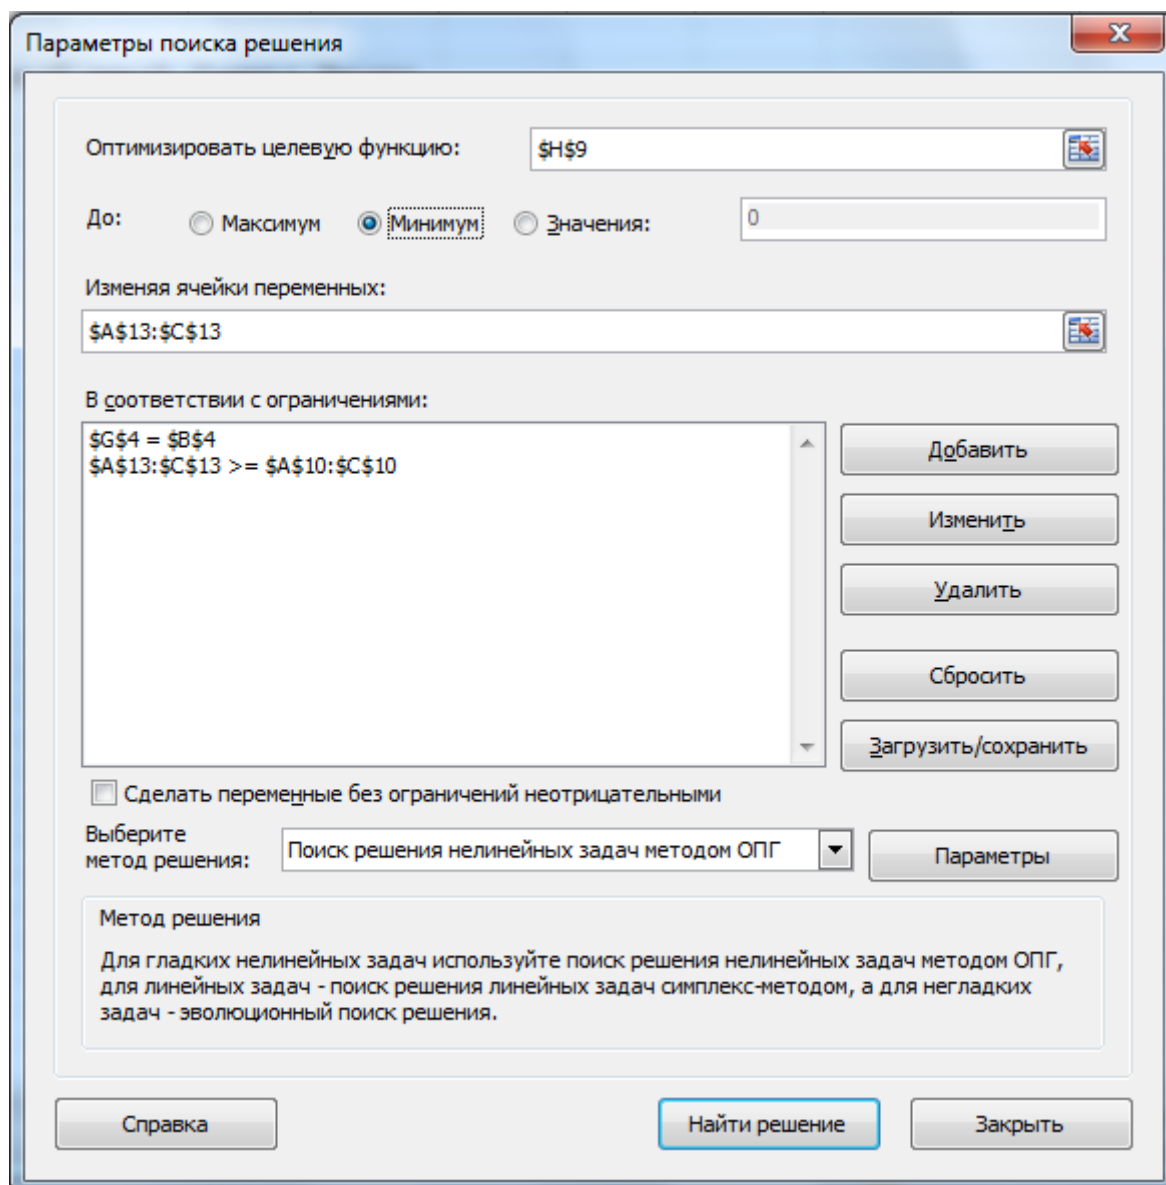 Параметры поиска решения
Оптимизировать целевую функцию: $H$9
До: Максимум Минимум Значения: 0
Изменяя ячейки переменных:
$A$13:$C$13
В соответствии с ограничениями:
$G$4 = $B$4
$A$13:$C$13 >= $A$10:$C$10
Добавить
Изменить
Удалить
Сбросить
Загрузить/сохранить
Сделать переменные без ограничений неотрицательными
Выберите
метод решения:
Поиск решения нелинейных задач методом ОПГ
Параметры
Метод решения
Для гладких нелинейных задач используйте поиск решения нелинейных задач методом ОПГ,
для линейных задач - поиск решения линейных задач симплекс-методом, а для негладких
задач - эволюционный поиск решения.
Справка Найти решение Закрыть